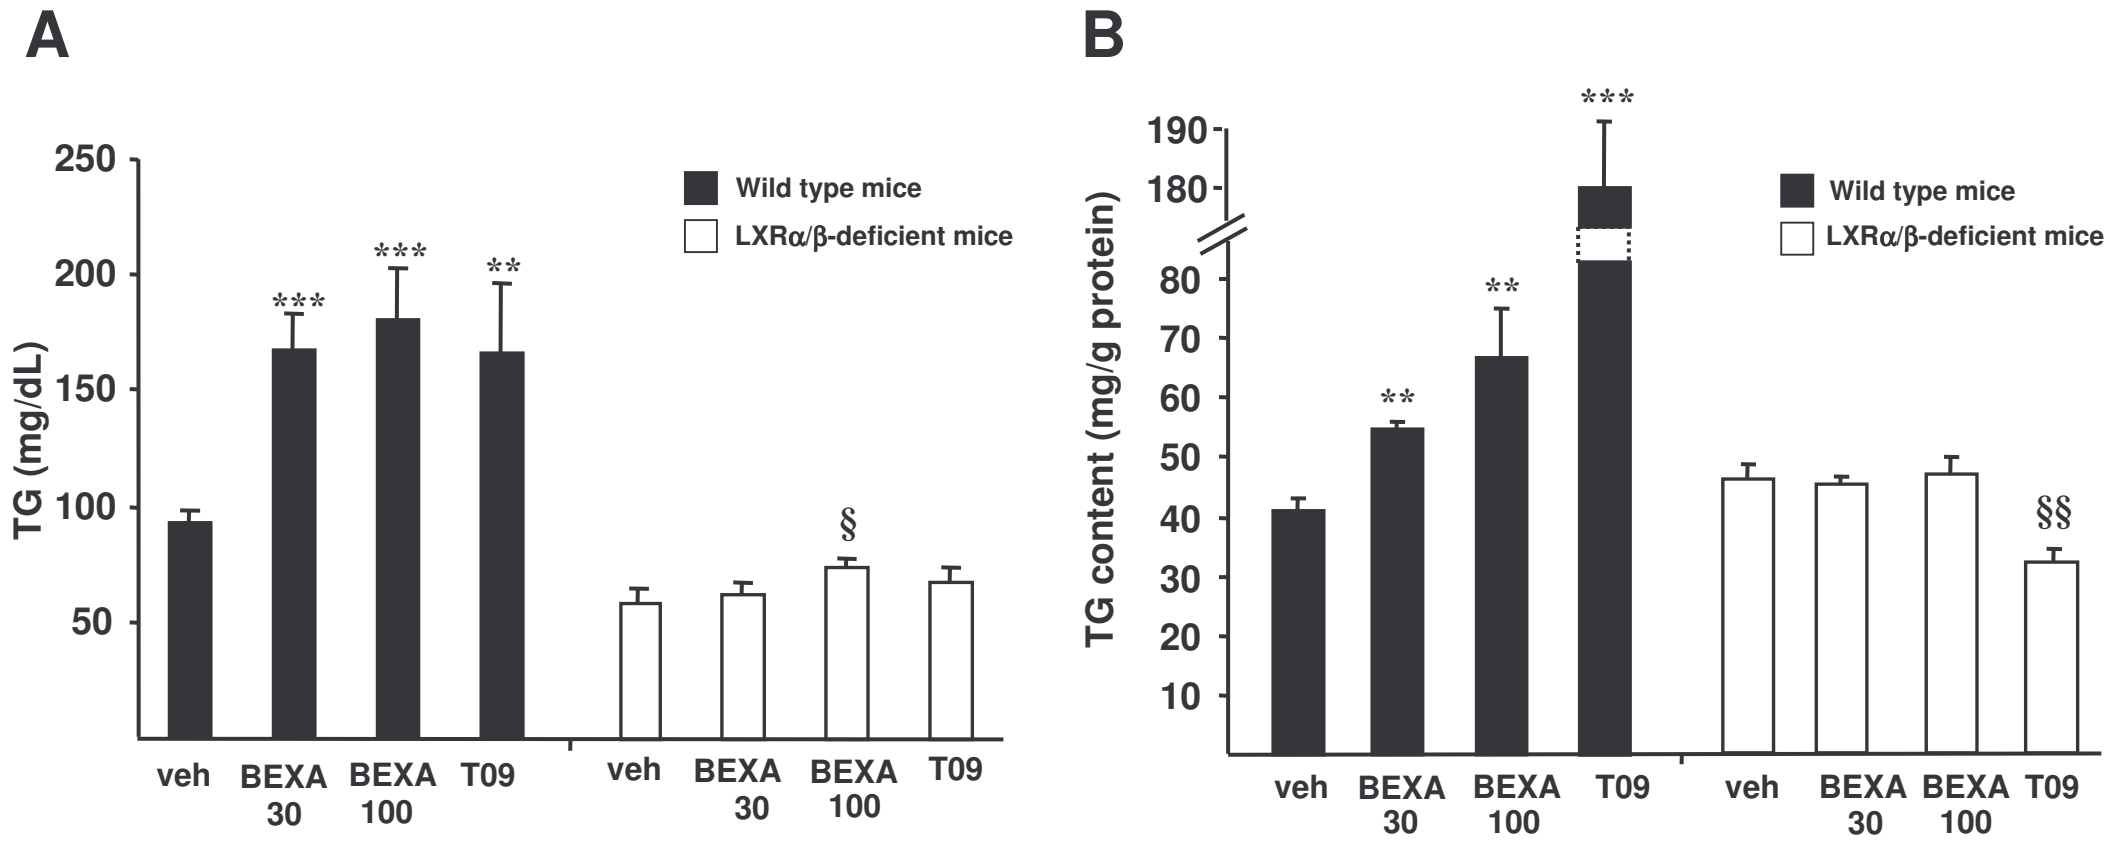 A
TG (mg/dL)
250
200
150
100
50
***
***
**
§
Wild type mice
LXRα/β-deficient mice
veh BEXA BEXA T09 veh BEXA BEXA T09
30 100 30 100
B
TG content (mg/g protein)
190
180
80
70
60
50
40
30
20
10
**
**
***
§§
Wild type mice
LXRα/β-deficient mice
veh BEXA BEXA T09 veh BEXA BEXA T09
30 100 30 100